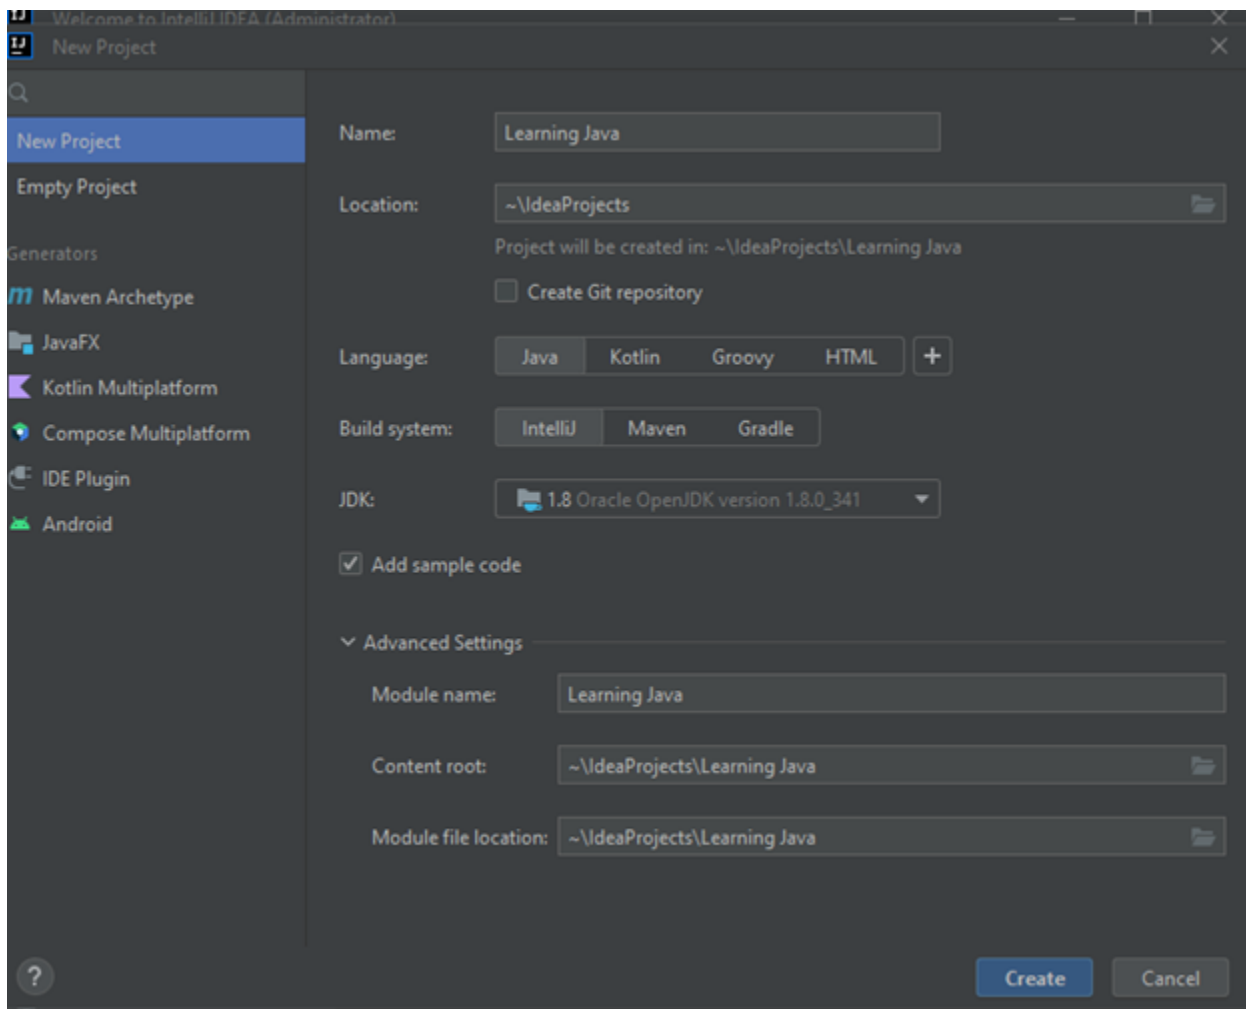 IJ Welcome to IntelliJ IDEA (Administrator)
IJ New Project
New Project
Empty Project
Generators
m Maven Archetype
JavaFX
Kotlin Multiplatform
Compose Multiplatform
IDE Plugin
Android
Name: Learning Java
Location: ~\IdeaProjects
Project will be created in: ~\IdeaProjects\Learning Java
Create Git repository
Language: Java Kotlin Groovy HTML +
Build system: IntelliJ Maven Gradle
JDK: 1.8 Oracle OpenJDK version 1.8.0_341
Add sample code
Advanced Settings
Module name: Learning Java
Content root: ~\IdeaProjects\Learning Java
Module file location: ~\IdeaProjects\Learning Java
? Create Cancel